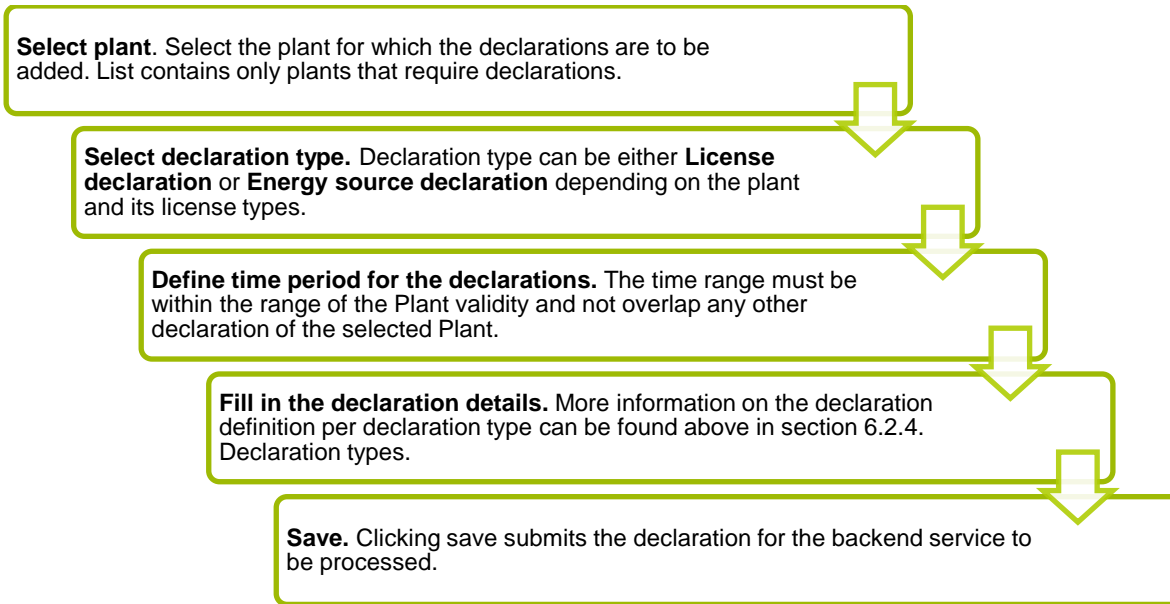 Select plant. Select the plant for which the declarations are to be
added. List contains only plants that require declarations.
Select declaration type. Declaration type can be either License
declaration or Energy source declaration depending on the plant
and its license types.
Define time period for the declarations. The time range must be
within the range of the Plant validity and not overlap any other
declaration of the selected Plant.
Fill in the declaration details. More information on the declaration
definition per declaration type can be found above in section 6.2.4.
Declaration types.
Save. Clicking save submits the declaration for the backend service to
be processed.